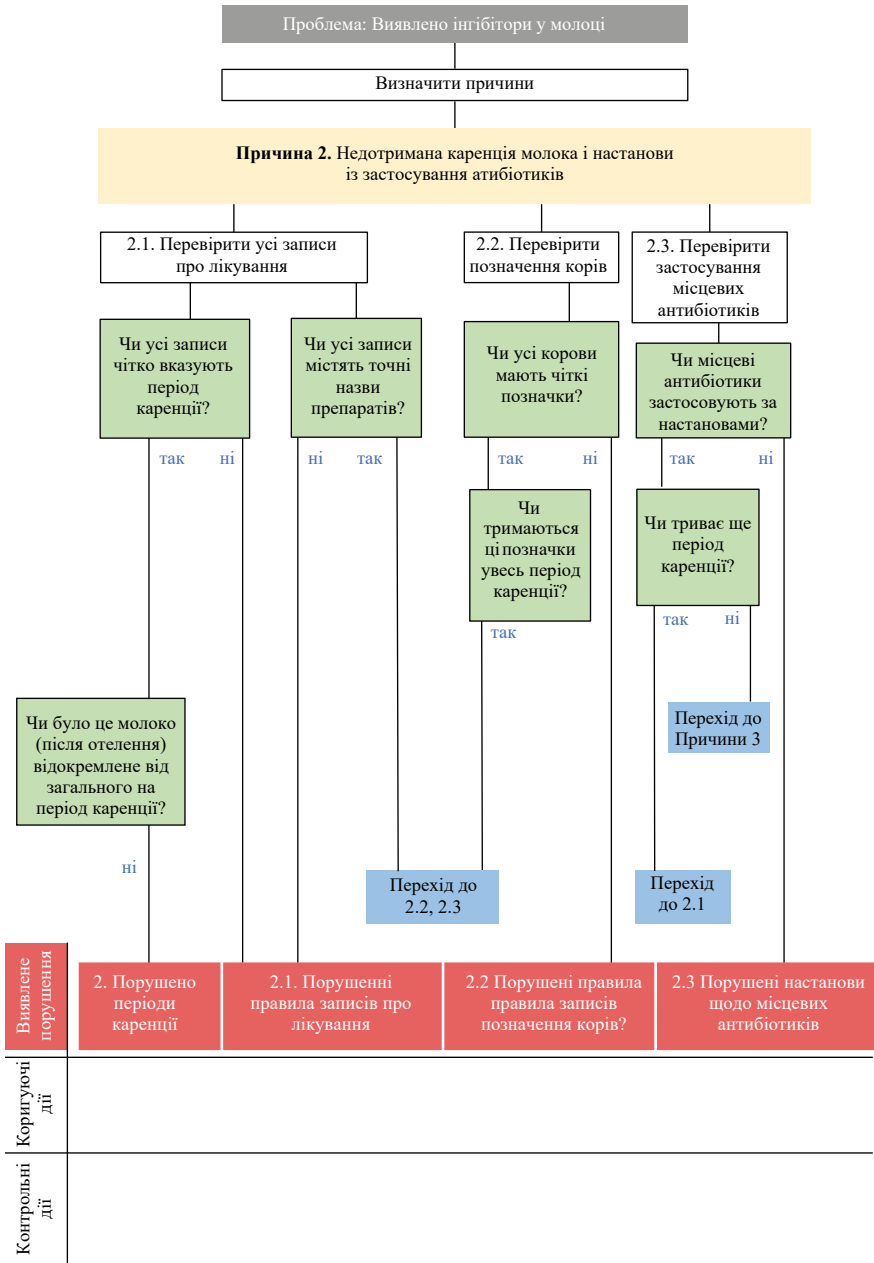 Проблема: Виявлено інгібітори у молоці
Визначити причини
Причина 2. Недотримана каренція молока і настанови
із застосування атибіотиків
2.1. Перевірити усі записи
про лікування
2.2. Перевірити
позначення корів
2.3. Перевірити
застосування
місцевих
антибіотиків
Чи усі записи
чітко вказують
період
каренції?
Чи усі записи
містять точні
назви
препаратів?
Чи усі корови
мають чіткі
позначки?
Чи місцеві
антибіотики
застосовують за
настановами?
так
ні
ні
так
так
ні
так
ні
Чи
тримаються
ці позначки
увесь період
каренції?
Чи триває ще
період
каренції?
так
так
ні
Чи було це молоко
(після отелення)
відокремлене від
загального на
період каренції?
Перехід до
Причини 3
ні
Перехід до
2.2, 2.3
Перехід
до 2.1
Виявлене
порушення
2. Порушено
періоди
каренції
2.1. Порушенні
правила записів про
лікування
2.2 Порушені правила
правила записів
позначення корів?
2.3 Порушені настанови
щодо місцевих
антибіотиків
Коригуючі
дії
Контрольні
дії